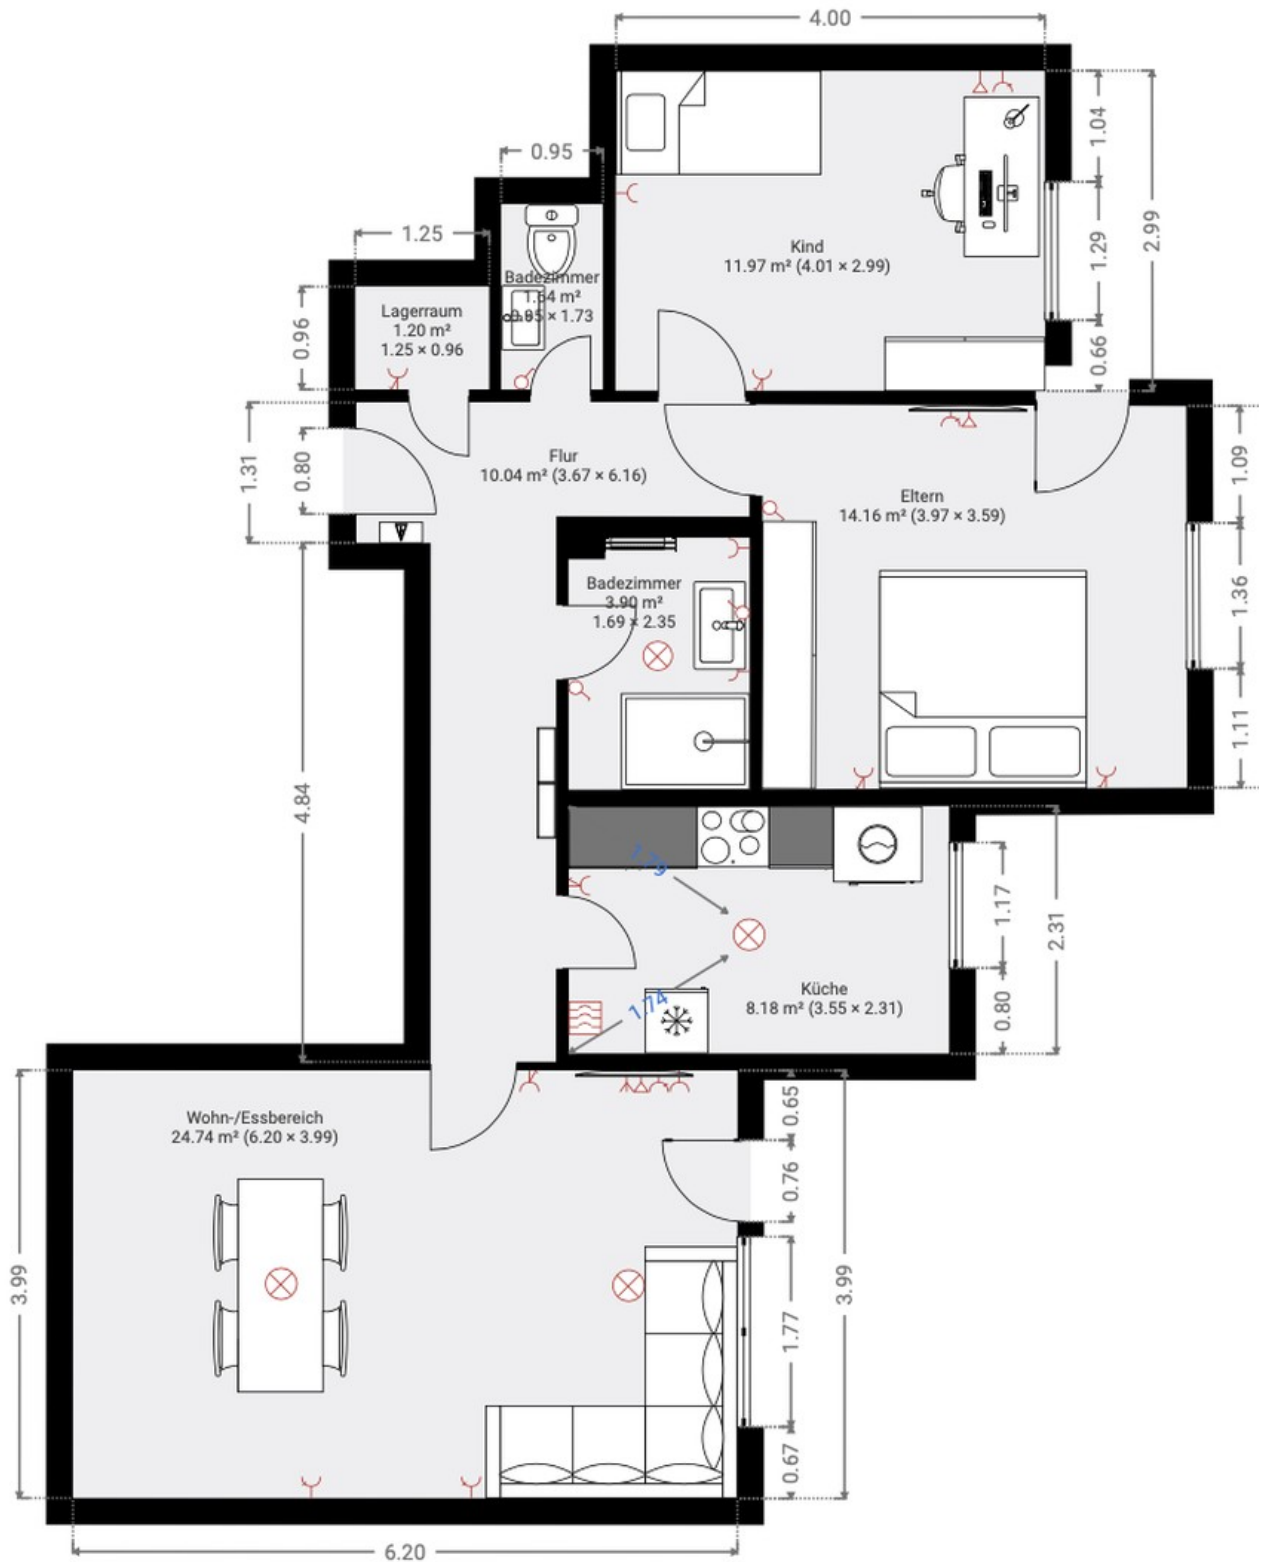 4.00
0.95
1.04
1.25
2.99
1.29
Kind
11.97 m² (4.01 × 2.99)
Badezimmer
1.64 m²
0.95 × 1.73
Lagerraum
1.20 m²
1.25 × 0.96
0.96
0.66
1.31
0.80
Flur
10.04 m² (3.67 × 6.16)
1.09
Eltern
14.16 m² (3.97 × 3.59)
Badezimmer
3.90 m²
1.69 × 2.35
1.36
1.11
4.84
1.79
1.17
2.31
Küche
8.18 m² (3.55 × 2.31)
1.74
0.80
Wohn-/Essbereich
24.74 m² (6.20 × 3.99)
0.65
0.76
3.99
3.99
1.77
0.67
6.20